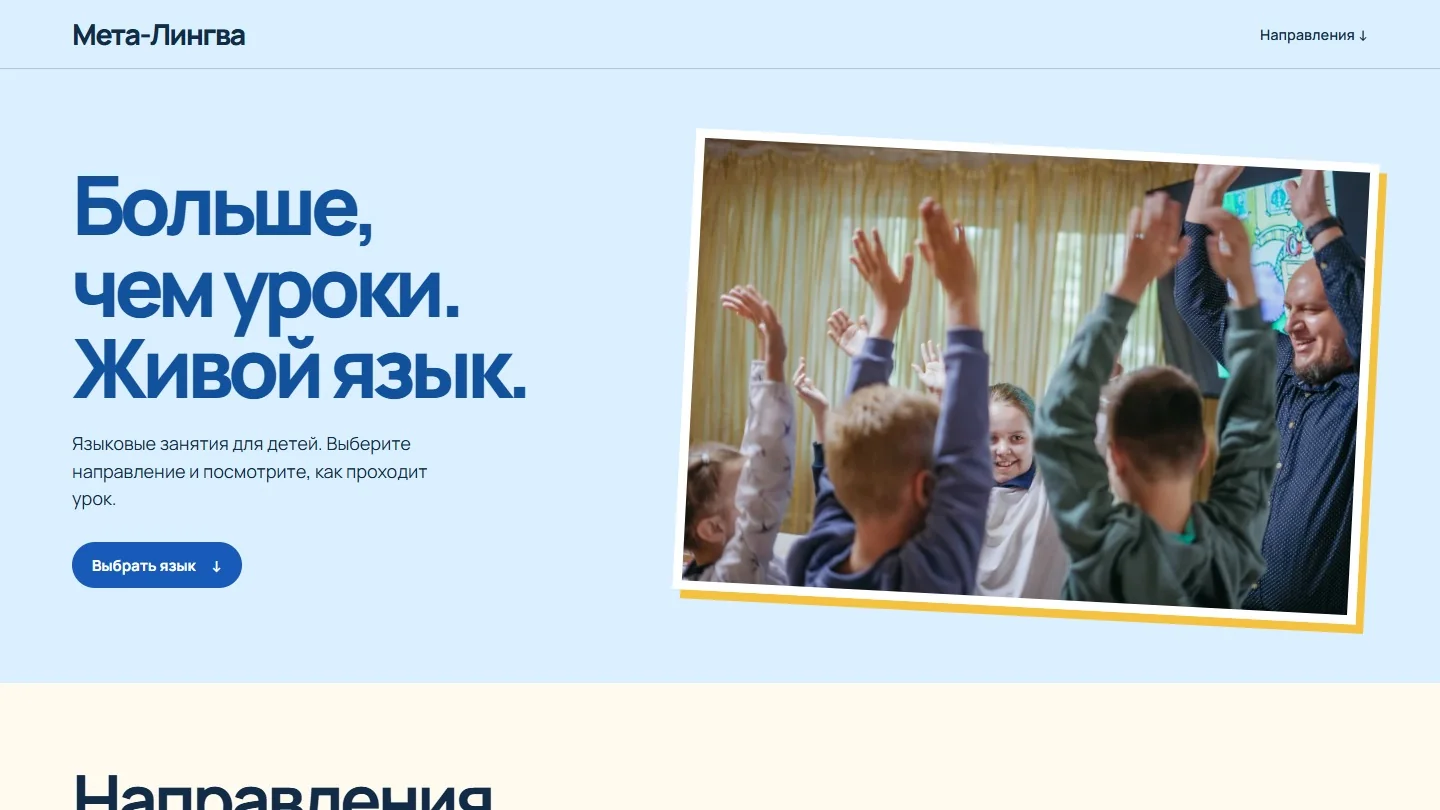 Мета-Лингва
Направления ↓
Больше,
чем уроки.
Живой язык.
Языковые занятия для детей. Выберите
направление и посмотрите, как проходит
урок.
Выбрать язык ↓
Направления